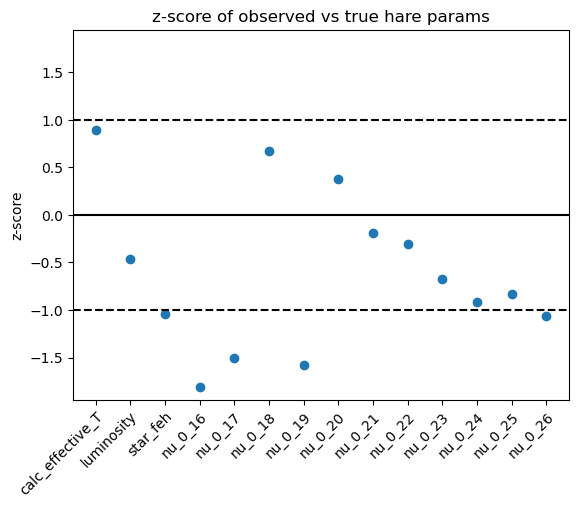 z-score of observed vs true hare params
z-score
1.5
1.0
0.5
0.0
−0.5
−1.0
−1.5
calc_effective_T
luminosity
star_feh
nu_0_16
nu_0_17
nu_0_18
nu_0_19
nu_0_20
nu_0_21
nu_0_22
nu_0_23
nu_0_24
nu_0_25
nu_0_26